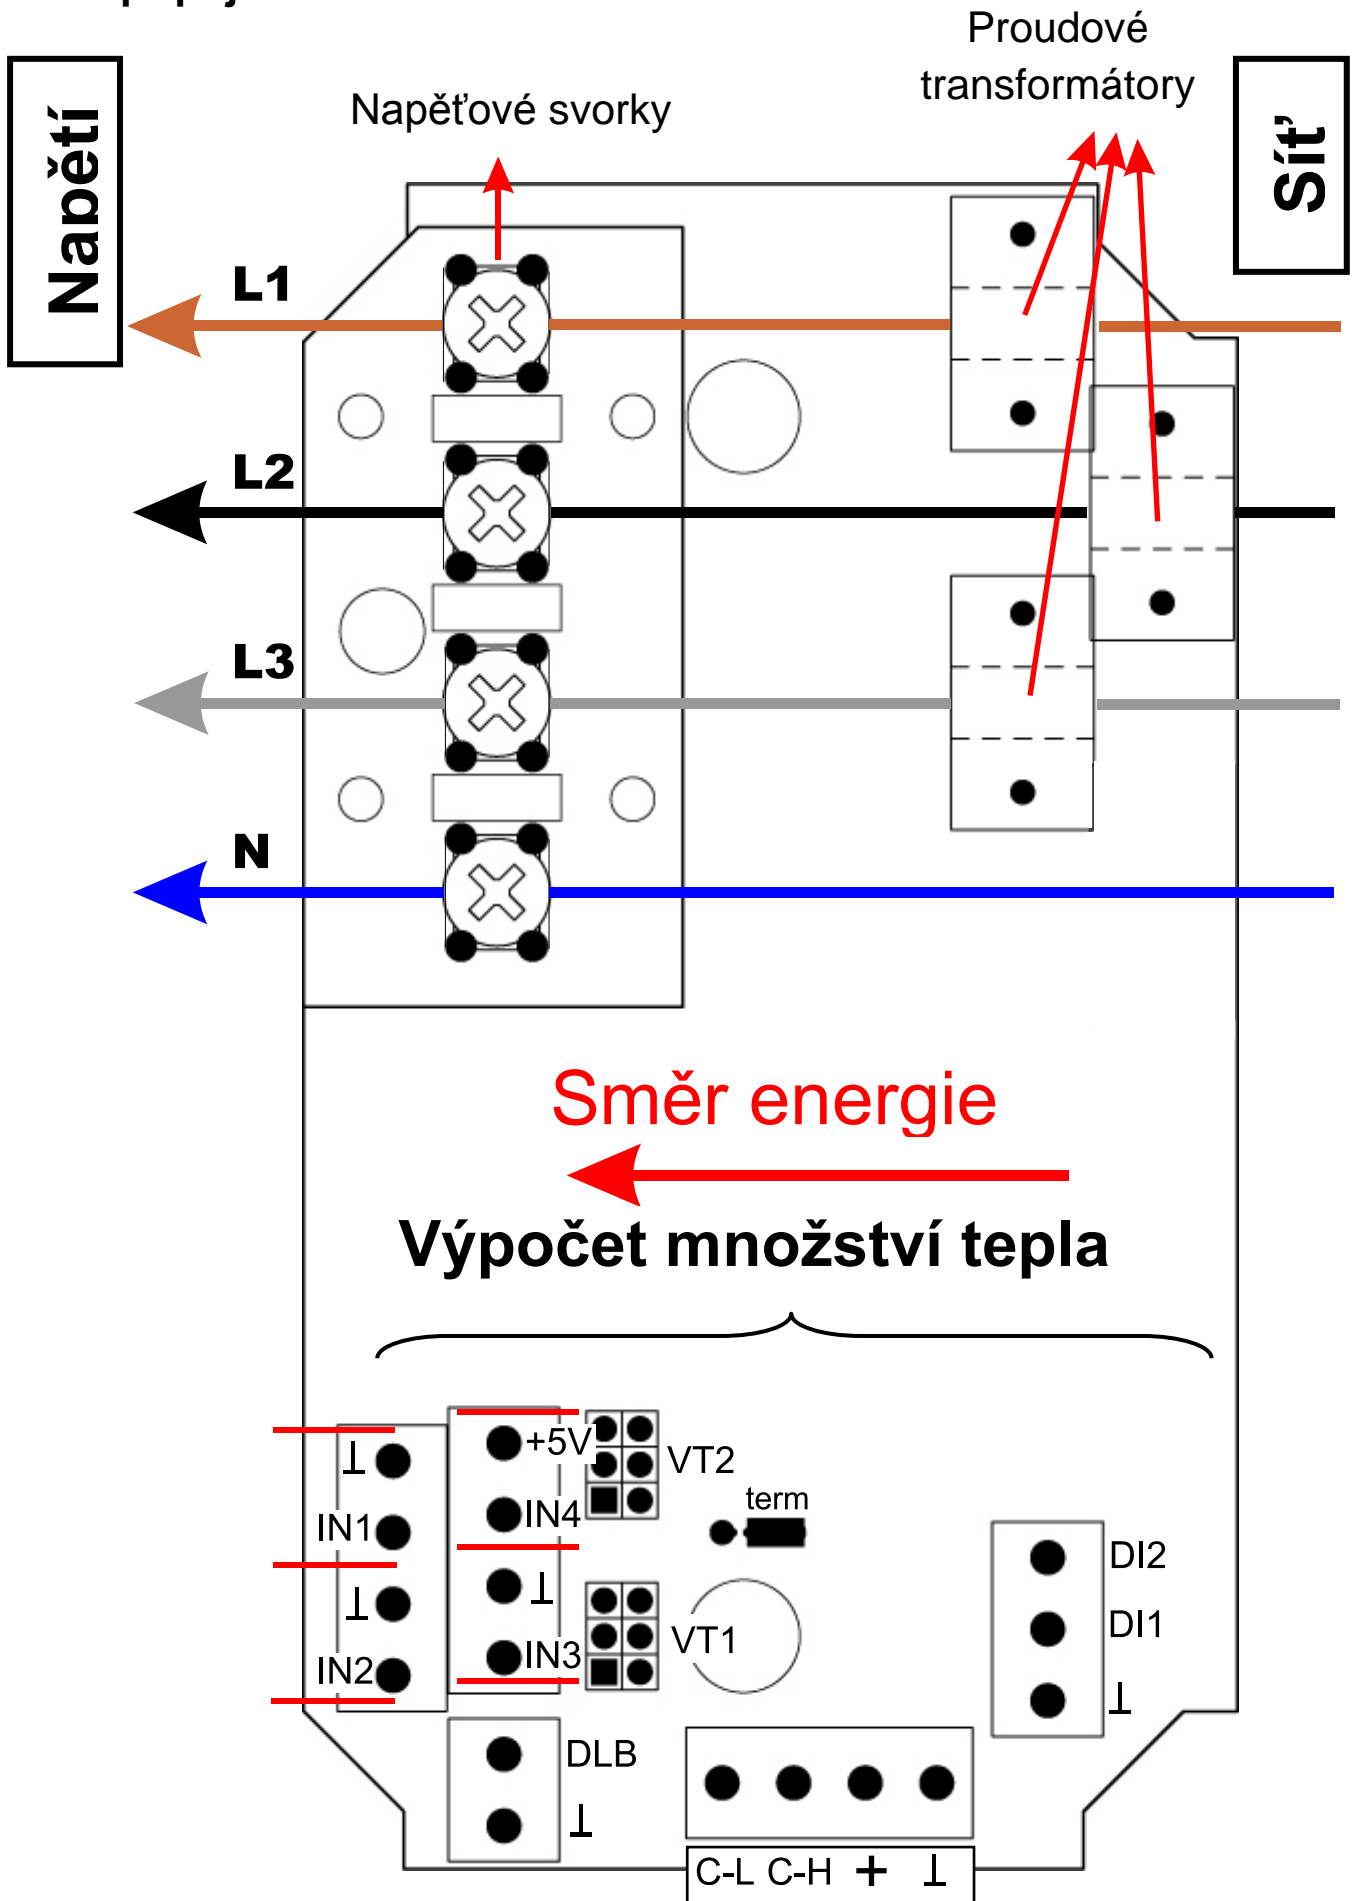 Proudové
transformátory
Napěťové svorky
Napětí
Síť
L1
L2
L3
N
Směr energie
Výpočet množství tepla
⊥
+5V
VT2
IN1
IN4
term
⊥
⊥
DI2
IN2
IN3
VT1
DI1
⊥
DLB
⊥
C-L C-H + ⊥